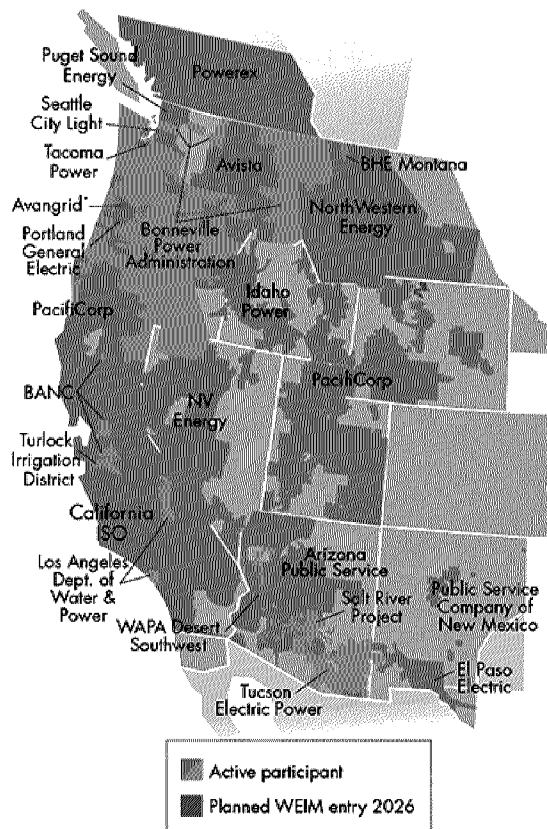 Puget Sound
Energy
Powerex
Seattle
City Light
Tacoma
Power
Avista
BHE Montana
Avangrid*
Portland
General
Electric
Bonneville
Power
Administration
NorthWestern
Energy
PacifiCorp
Idaho
Power
PacifiCorp
BANC
NV
Energy
Turlock
Irrigation
District
California
ISO
Los Angeles
Dept. of
Water &
Power
Arizona
Public Service
Salt River
Project
Public Service
Company of
New Mexico
WAPA Desert
Southwest
El Paso
Electric
Tucson
Electric Power
Active participant
Planned WEIM entry 2026